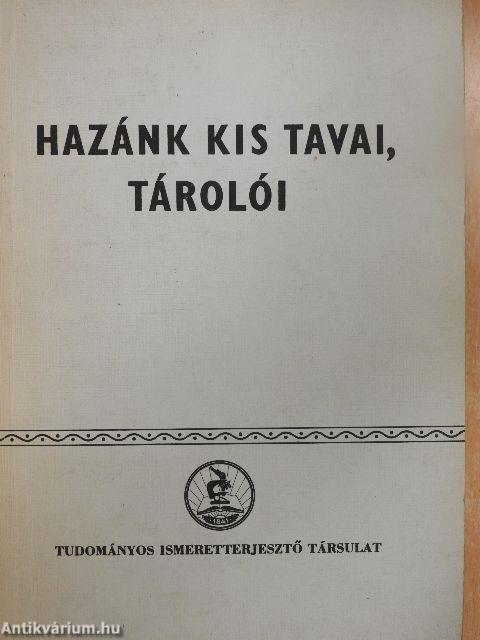 HAZÁNK KIS TAVAI,
TÁROLÓI
1841
TUDOMÁNYOS ISMERETTERJESZTŐ TÁRSULAT
Antikvárium.hu